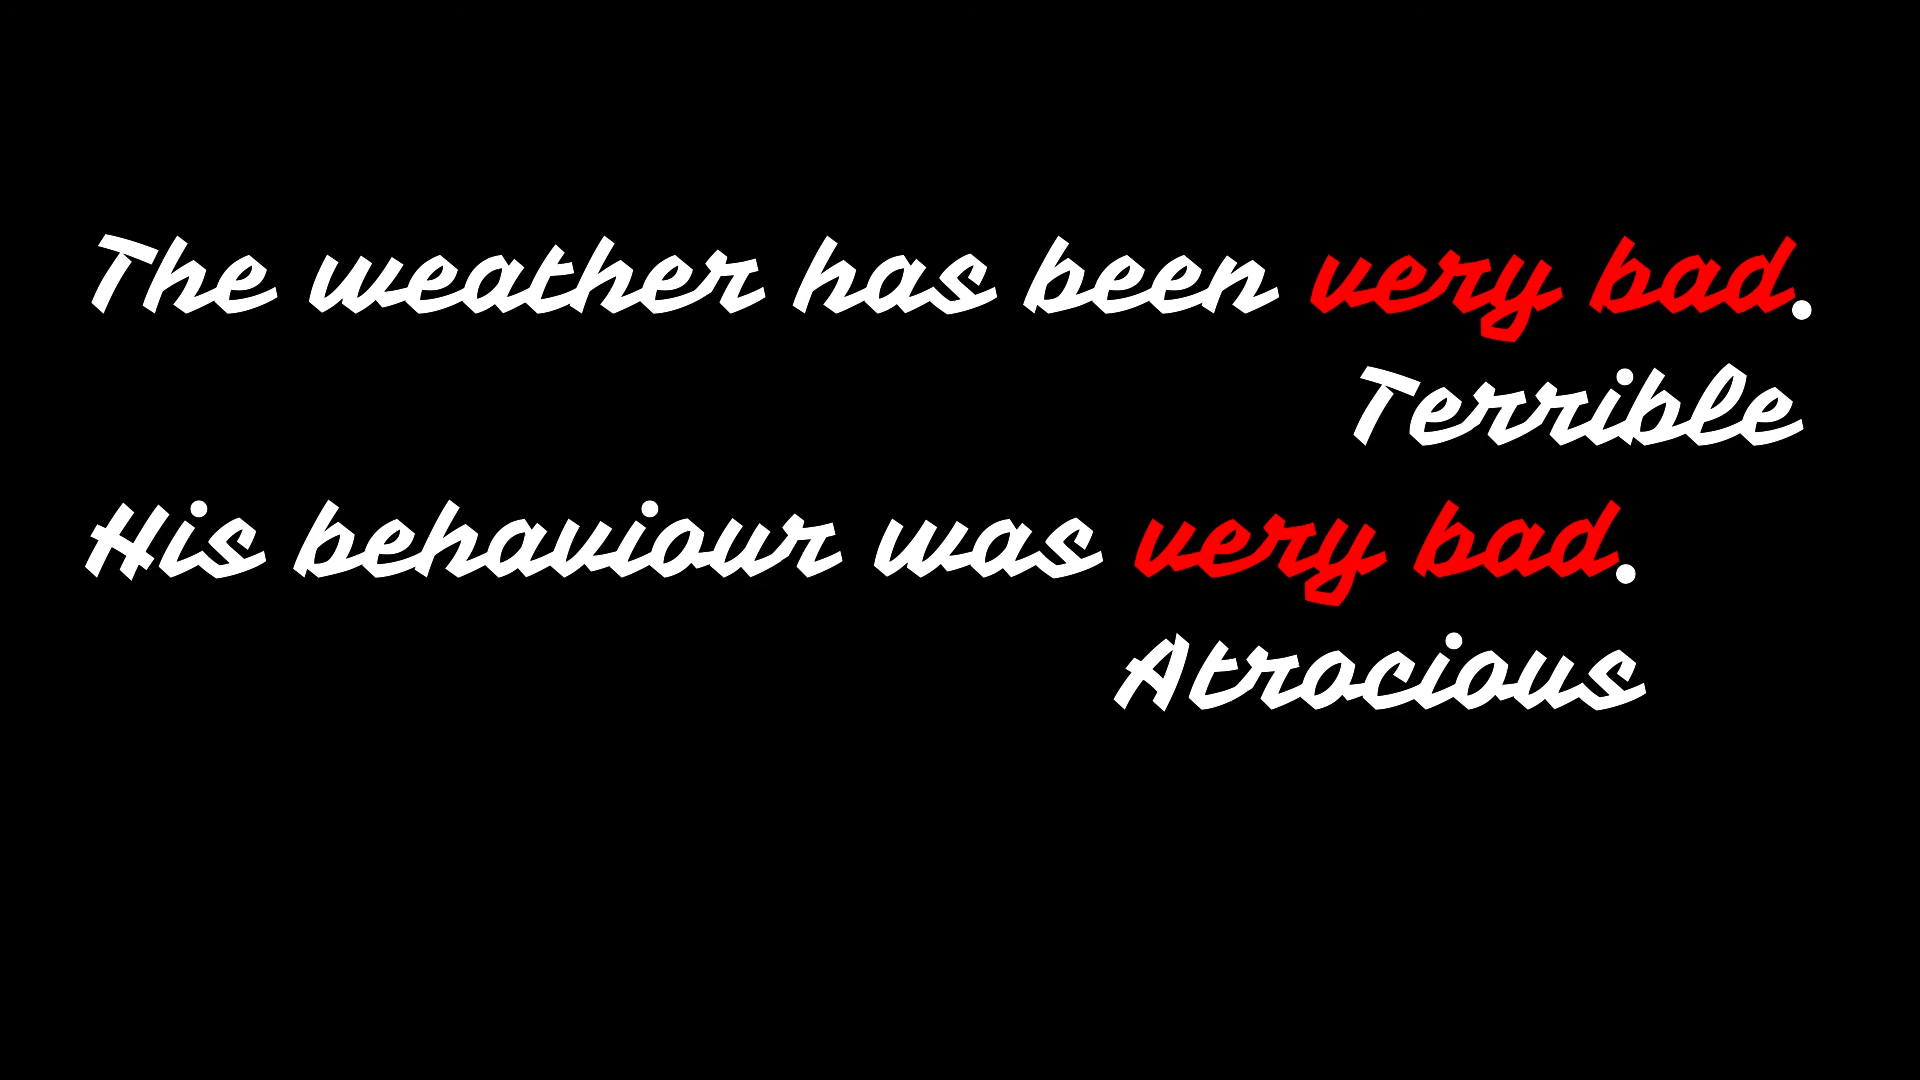 The weather has been very bad.
Terrible
His behaviour was very bad.
Atrocious